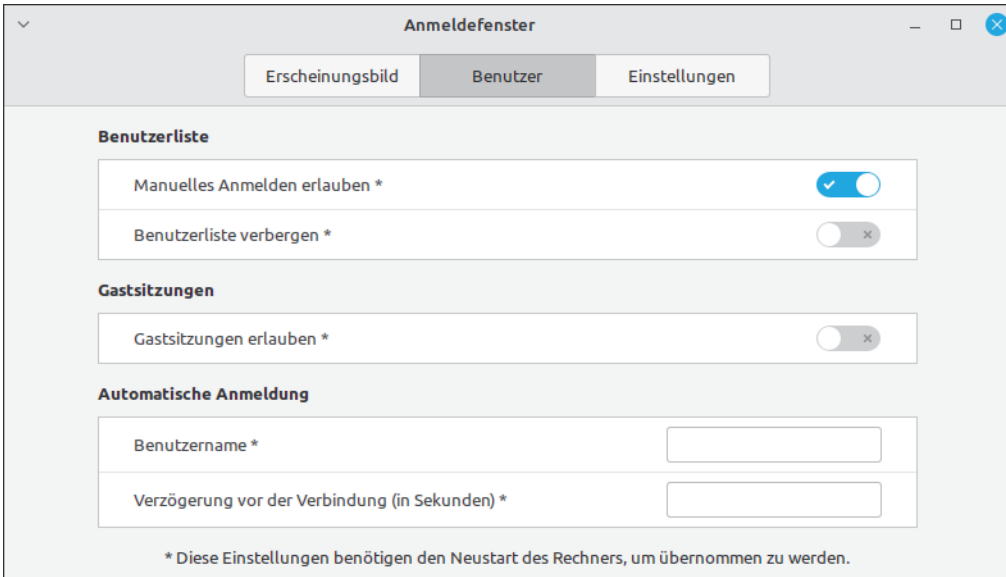 Anmeldefenster
Erscheinungsbild Benutzer Einstellungen
Benutzerliste
Manuelles Anmelden erlauben *
Benutzerliste verbergen *
Gastsitzungen
Gastsitzungen erlauben *
Automatische Anmeldung
Benutzername *
Verzögerung vor der Verbindung (in Sekunden) *
* Diese Einstellungen benötigen den Neustart des Rechners, um übernommen zu werden.